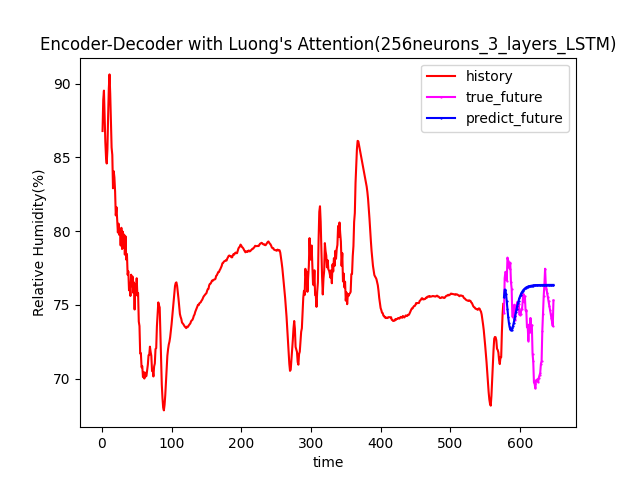 Encoder-Decoder with Luong's Attention(256neurons_3_layers_LSTM)
history
true_future
predict_future
90
85
80
75
70
Relative Humidity(%)
0 100 200 300 400 500 600
time